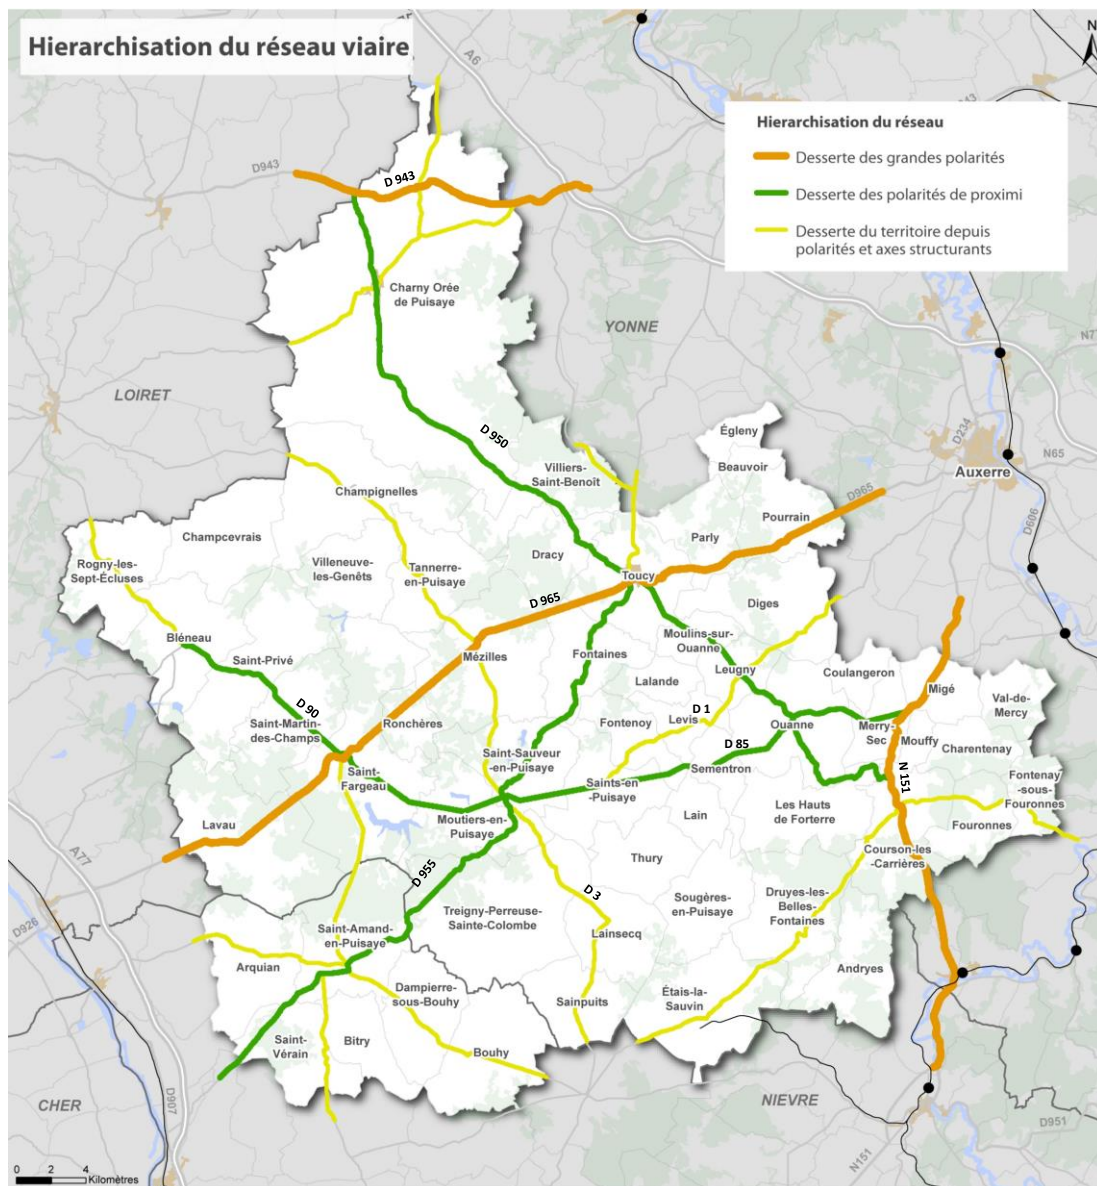 Hierarchisation du réseau viaire
N
A6
D943
D943
D 943
Hierarchisation du réseau
Desserte des grandes polarités
Desserte des polarités de proximi
Desserte du territoire depuis
polarités et axes structurants
Charny Orée
de Puisaye
YONNE
LOIRET
N77
D 950
D234
N65
Auxerre
Égleny
Beauvoir
Villiers-
Saint-Benoît
Champignelles
D965
D606
Pourrain
Champcevrais
Parly
Rogny-les-
Sept-Écluses
Villeneuve-
les-Genêts
Tannerre-
en-Puisaye
Dracy
Toucy
D 965
Diges
Bléneau
Saint-Privé
Mézilles
Fontaines
Moulins-sur-
Ouanne
Leugny
Coulangeron
Lalande
Migé
Val-de-
Mercy
D 90
Saint-Martin-
des-Champs
Ronchères
Fontenoy
D 1
Levis
Ouanne
Merry-
Sec
Mouffy
Charentenay
D 85
Saint-Sauveur
-en-Puisaye
Saint-
Fargeau
Saints-en
-Puisaye
Sementron
N 151
Fontenay
-sous-
Fouronnes
Lavau
Moutiers-en-
Puisaye
Lain
Les Hauts
de Forterre
Fouronnes
A77
Thury
Courson-les
-Carrières
D 955
D 3
D926
Treigny-Perreuse-
Sainte-Colombe
Sougères-
en-Puisaye
Druyes-les-
Belles-
Fontaines
Saint-Amand-
en-Puisaye
Lainsecq
Arquian
Andryes
Dampierre-
sous-Bouhy
Sainpuits
Étais-la-
Sauvin
Saint-
Vérain
Bitry
Bouhy
CHER
D907
NIEVRE
D951
N151
0 2 4
Kilomètres